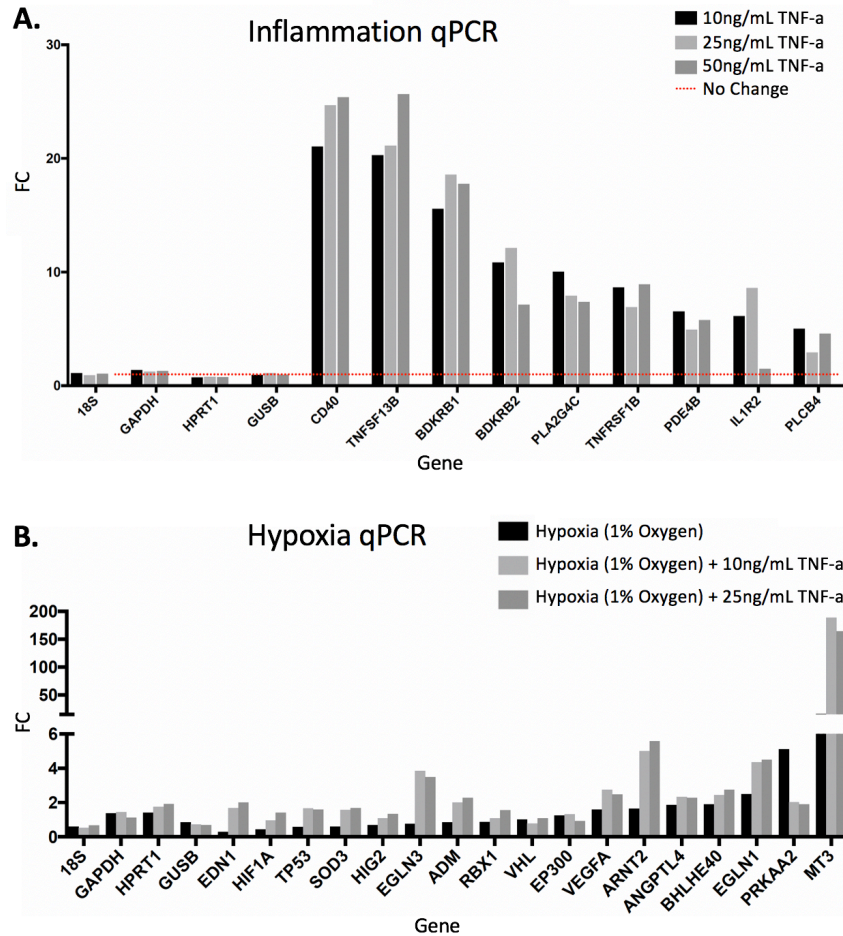 A.
Inflammation qPCR
10ng/mL TNF-a
25ng/mL TNF-a
50ng/mL TNF-a
No Change
30
20
10
0
FC
18S
GAPDH
HPRT1
GUSB
CD40
TNFSF13B
BDKRB1
BDKRB2
PLA2G4C
TNFRSF1B
PDE4B
IL1R2
PLCB4
Gene
B.
Hypoxia qPCR
Hypoxia (1% Oxygen)
Hypoxia (1% Oxygen) + 10ng/mL TNF-a
Hypoxia (1% Oxygen) + 25ng/mL TNF-a
200
150
100
50
6
4
2
0
FC
18S
GAPDH
HPRT1
GUSB
EDN1
HIF1A
TP53
SOD3
HIG2
EGLN3
ADM
RBX1
VHL
EP300
VEGFA
ARNT2
ANGPTL4
BHLHE40
EGLN1
PRKAA2
MT3
Gene